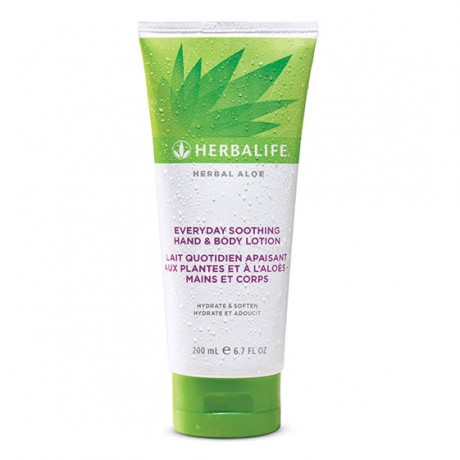 HERBALIFE
HERBAL ALOE
EVERYDAY SOOTHING
HAND & BODY LOTION
LAIT QUOTIDIEN APAISANT
AUX PLANTES ET À L'ALOÈS-
MAINS ET CORPS
HYDRATE & SOFTEN
HYDRATE ET ADOUCIT
200 mL ℮ 6.7 FL OZ